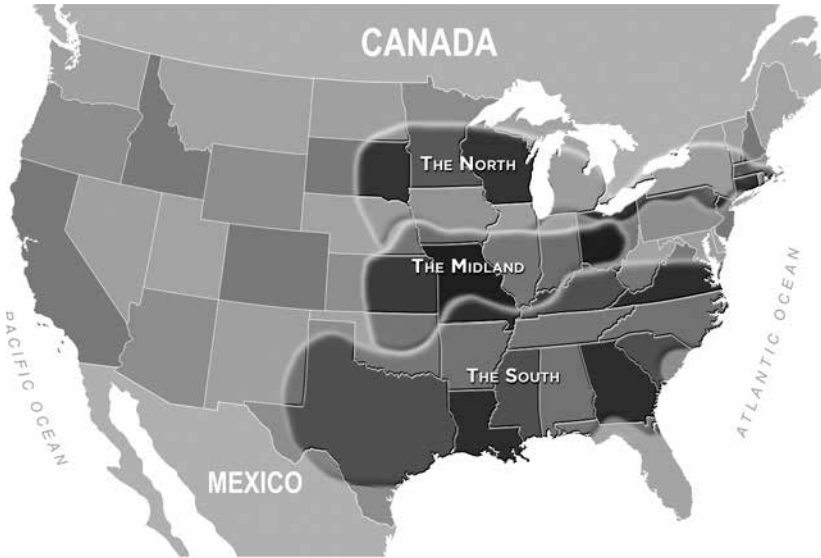 CANADA
THE NORTH
THE MIDLAND
THE SOUTH
PACIFIC OCEAN
ATLANTIC OCEAN
MEXICO